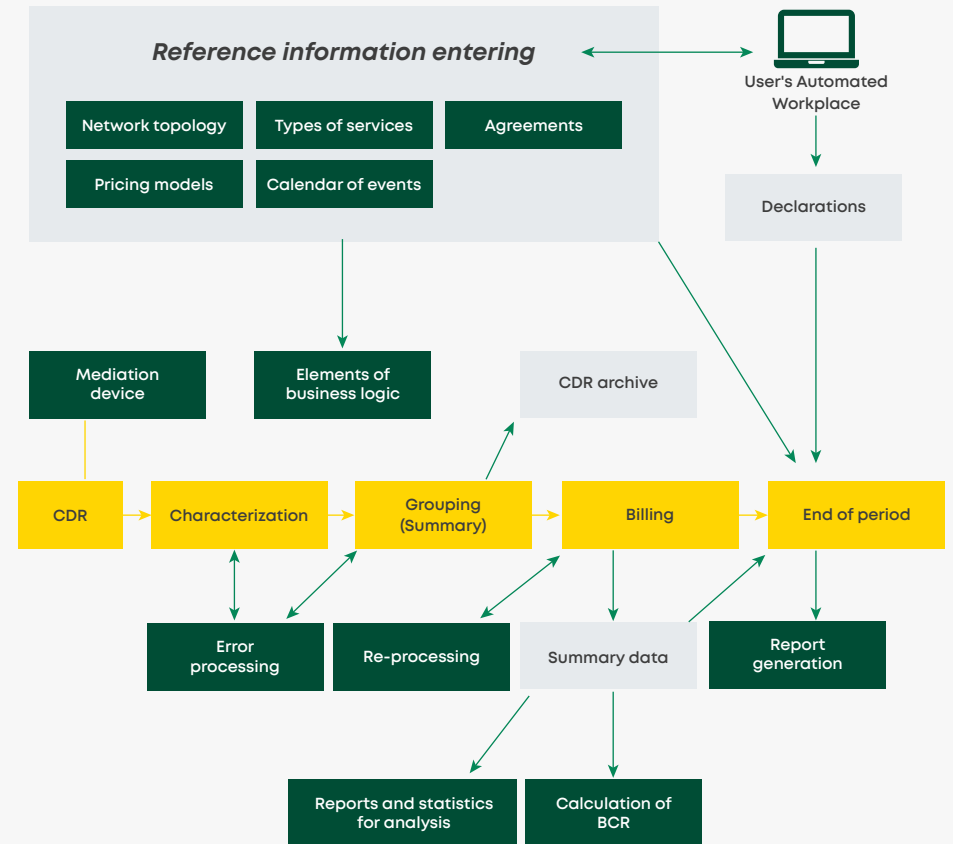 Reference information entering
User's Automated
Workplace
Network topology
Types of services
Agreements
Pricing models
Calendar of events
Declarations
Mediation
device
Elements of
business logic
CDR archive
CDR
Characterization
Grouping
(Summary)
Billing
End of period
Error
processing
Re-processing
Summary data
Report
generation
Reports and statistics
for analysis
Calculation of
BCR